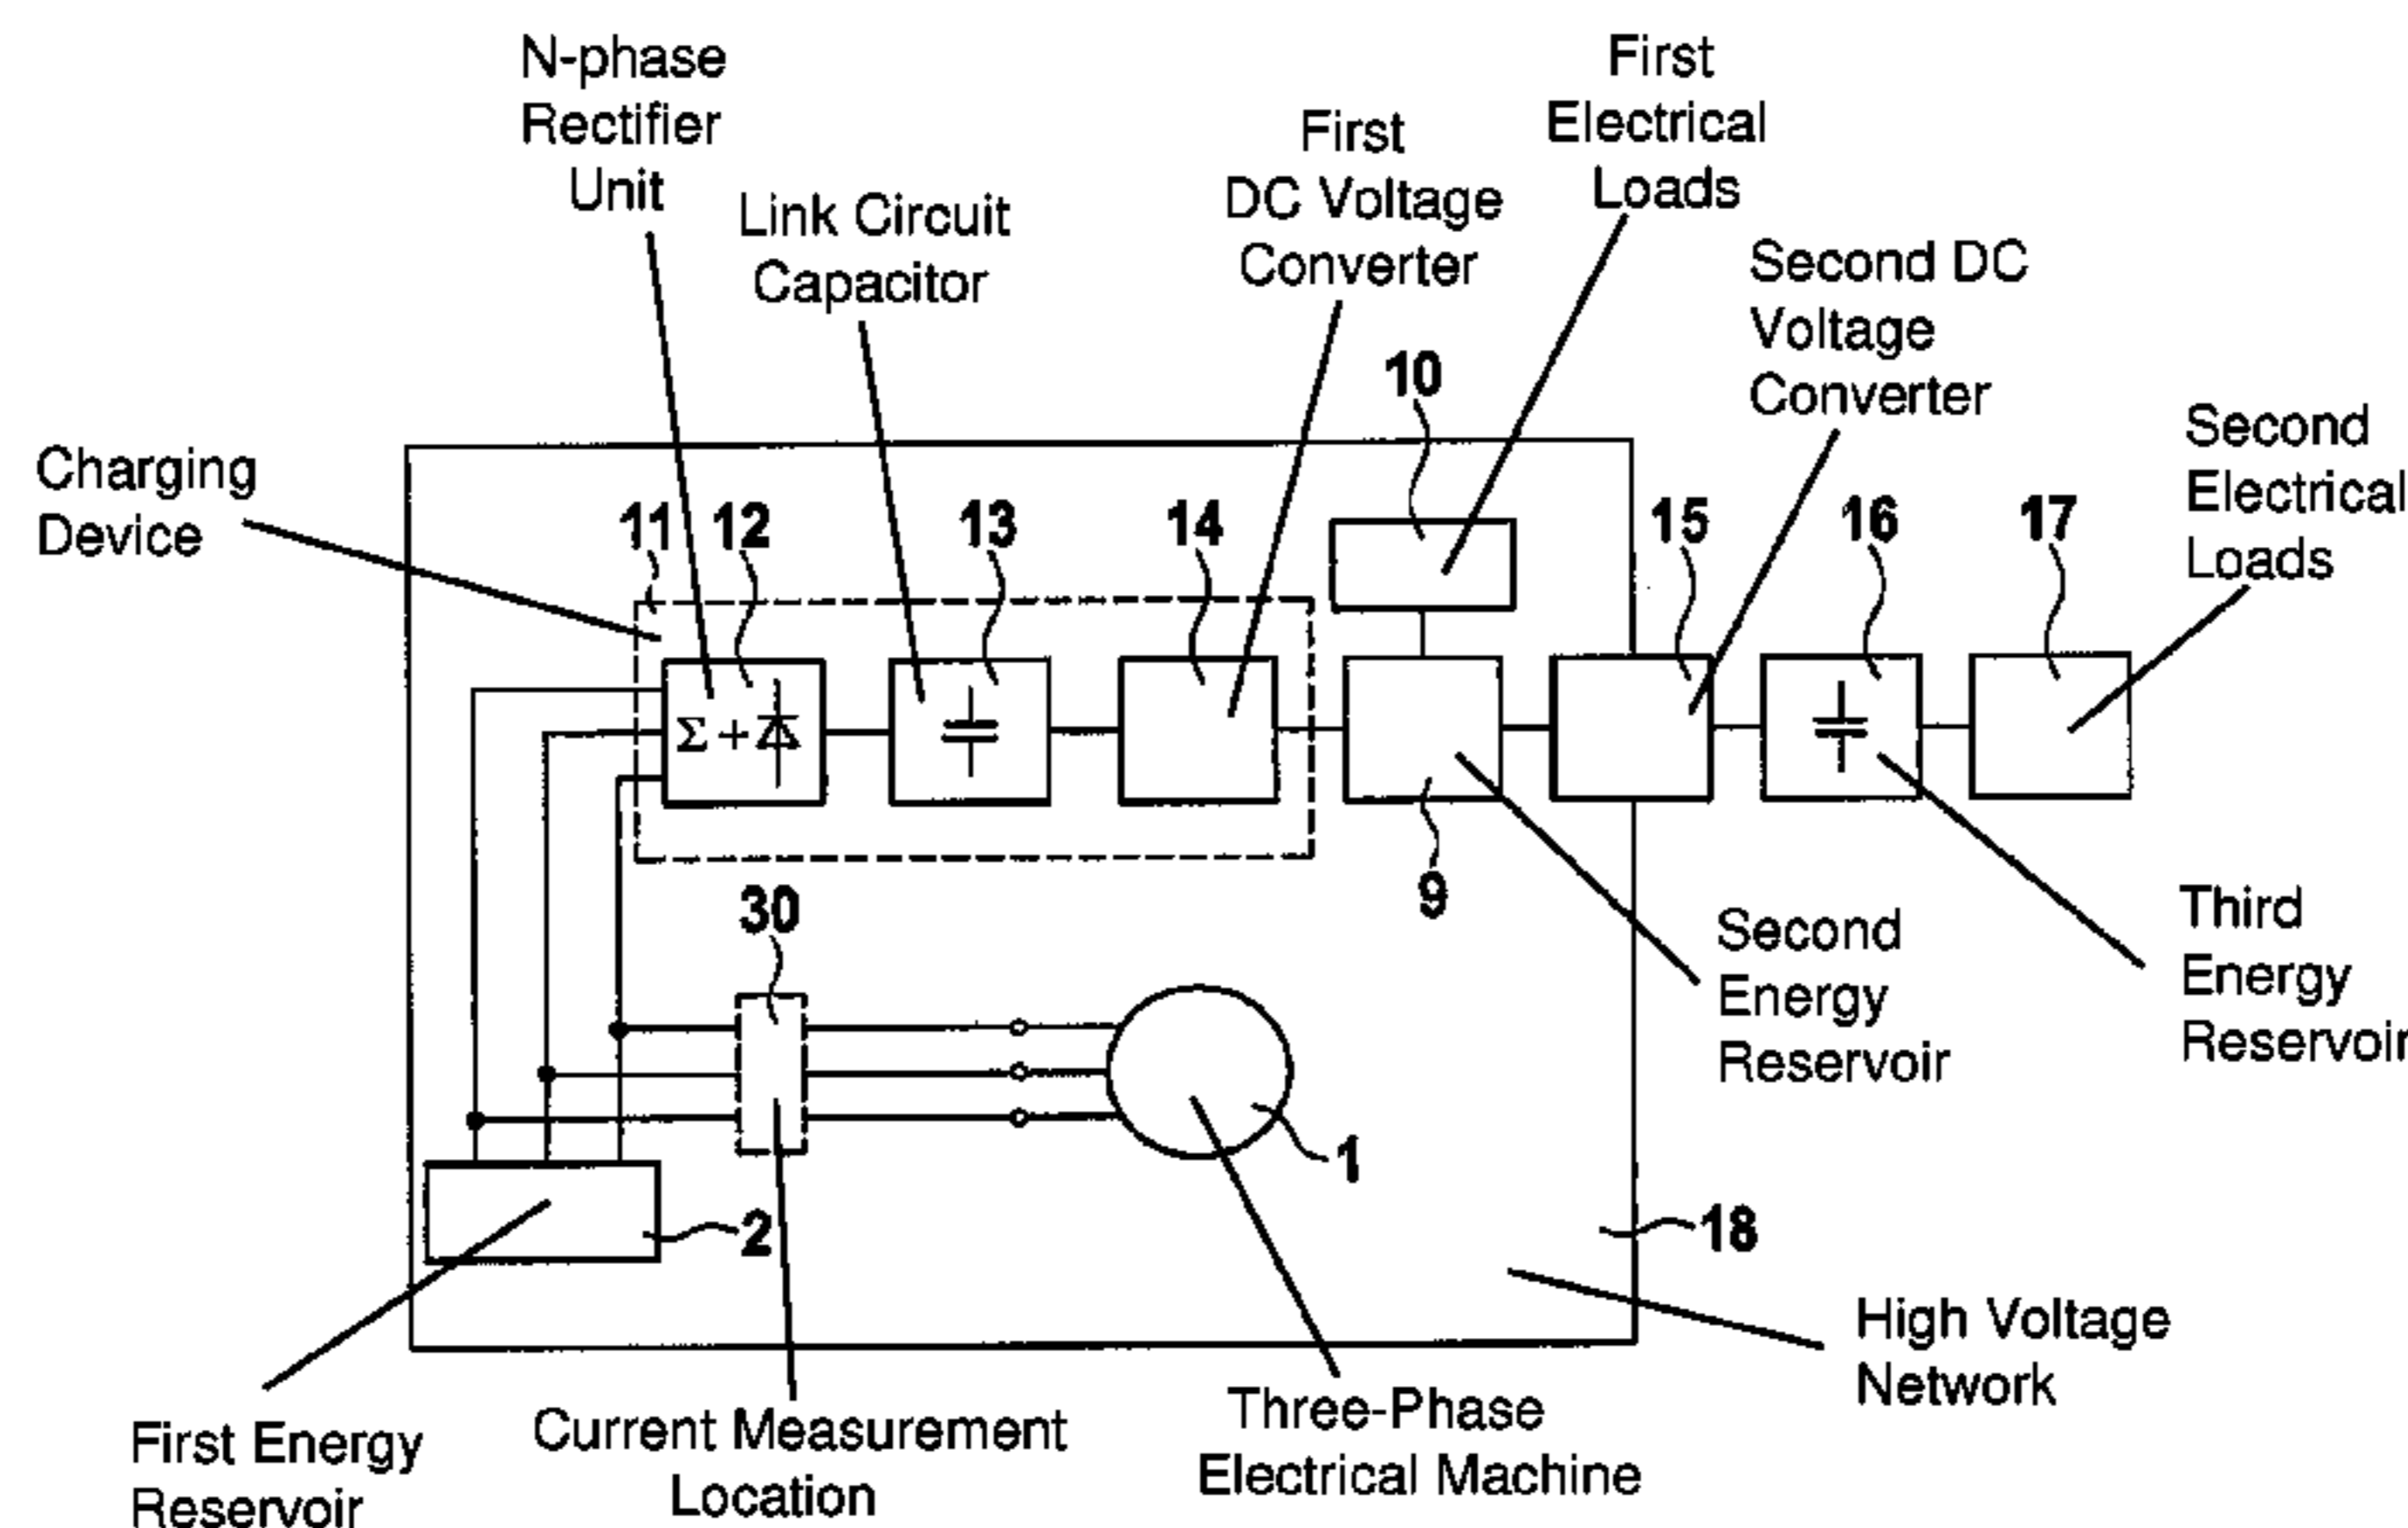 N-phase
Rectifier
Unit
Link Circuit
Capacitor
First
DC Voltage
Converter
First
Electrical
Loads
Second DC
Voltage
Converter
Second
Electrical
Loads
Charging
Device
10
11
12
13
14
15
16
17
Σ+
9
30
1
2
18
Second
Energy
Reservoir
Third
Energy
Reservoir
High Voltage
Network
First Energy
Reservoir
Current Measurement
Location
Three-Phase
Electrical Machine